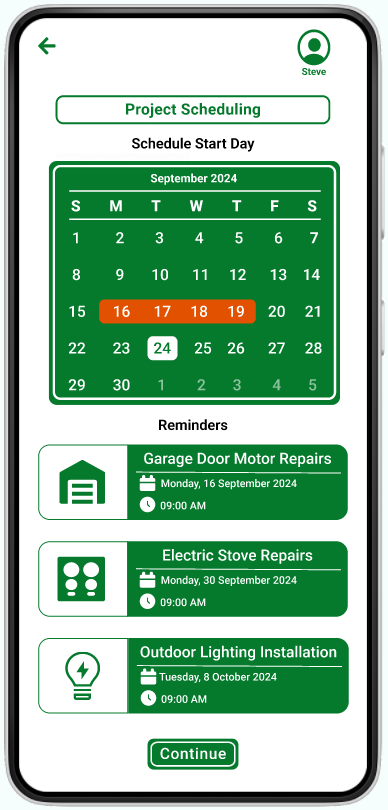 Steve
Project Scheduling
Schedule Start Day
September 2024
S M T W T F S
1 2 3 4 5 6 7
8 9 10 11 12 13 14
15 16 17 18 19 20 21
22 23 24 25 26 27 28
29 30 1 2 3 4 5
Reminders
Garage Door Motor Repairs
Monday, 16 September 2024
09:00 AM
Electric Stove Repairs
Monday, 30 September 2024
09:00 AM
Outdoor Lighting Installation
Tuesday, 8 October 2024
09:00 AM
Continue